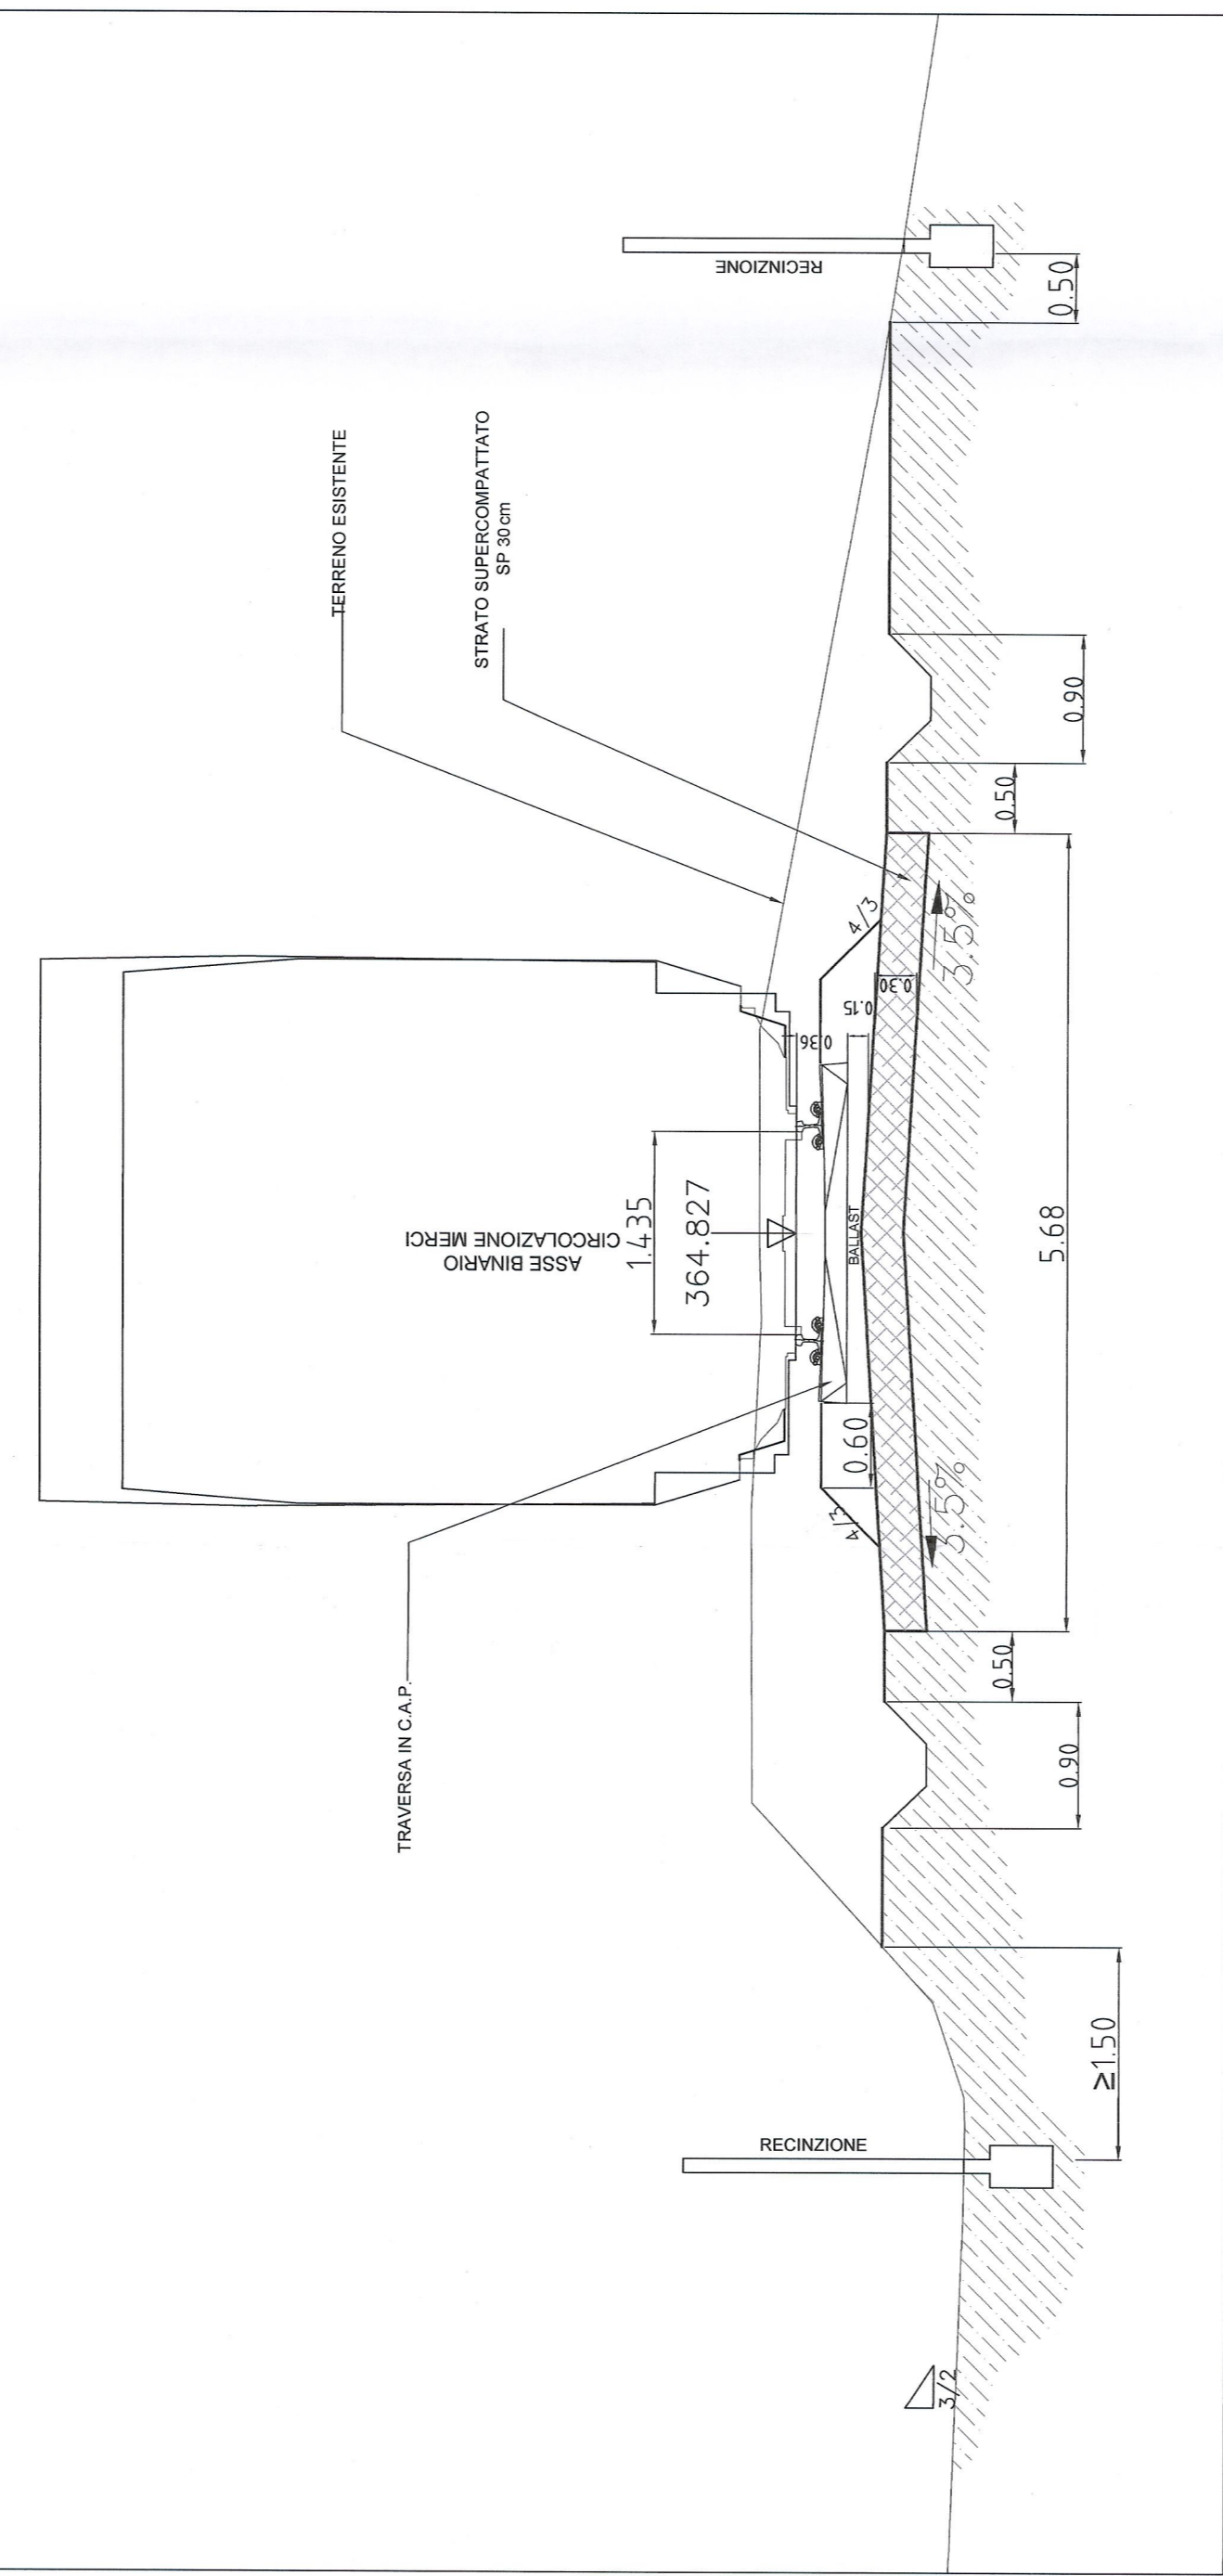 TRAVERSA IN C.A.P.
TERRENO ESISTENTE
STRATO SUPERCOMPATTATO
SP 30 cm
ASSE BINARIO
CIRCOLAZIONE MERCI
1.435
364.827
RECINZIONE
RECINZIONE
BALLAST
0.36
0.15
0.30
0.60
4/3
4/3
3.5%
3.5%
3/2
≥1.50
0.90
0.50
5.68
0.50
0.90
0.50